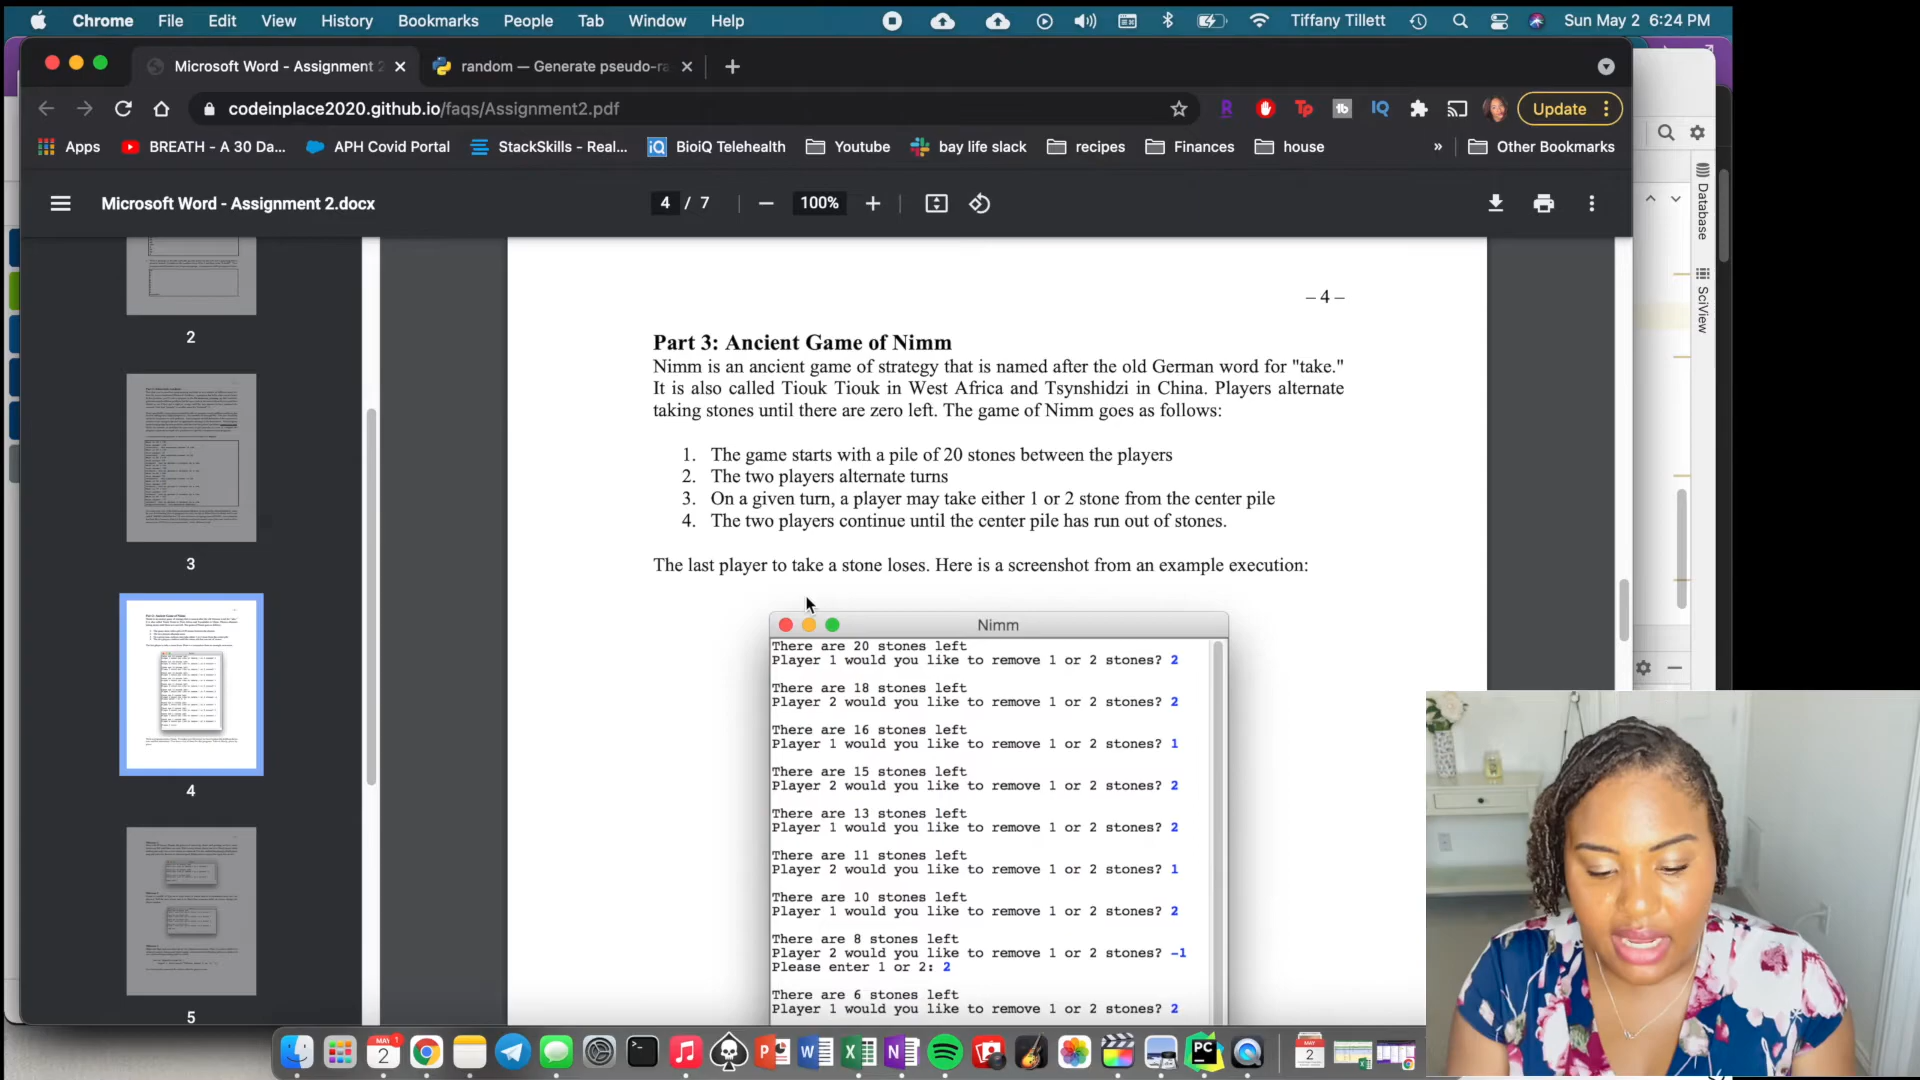 Chrome File Edit View History Bookmarks People Tab Window Help Tiffany Tillett Sun May 2 6:24 PM
Microsoft Word - Assignment 2 random — Generate pseudo-ra
codeinplace2020.github.io/faqs/Assignment2.pdf Update
Apps BREATH - A 30 Da... APH Covid Portal StackSkills - Real... BioiQ Telehealth Youtube bay life slack recipes Finances house » Other Bookmarks
Microsoft Word - Assignment 2.docx 4 / 7 100%
Database
SciView
2
3
4
5
– 4 –
Part 3: Ancient Game of Nimm
Nimm is an ancient game of strategy that is named after the old German word for "take."
It is also called Tiouk Tiouk in West Africa and Tsynshidzi in China. Players alternate
taking stones until there are zero left. The game of Nimm goes as follows:
1. The game starts with a pile of 20 stones between the players
2. The two players alternate turns
3. On a given turn, a player may take either 1 or 2 stone from the center pile
4. The two players continue until the center pile has run out of stones.
The last player to take a stone loses. Here is a screenshot from an example execution:
Nimm
There are 20 stones left
Player 1 would you like to remove 1 or 2 stones? 2
There are 18 stones left
Player 2 would you like to remove 1 or 2 stones? 2
There are 16 stones left
Player 1 would you like to remove 1 or 2 stones? 1
There are 15 stones left
Player 2 would you like to remove 1 or 2 stones? 2
There are 13 stones left
Player 1 would you like to remove 1 or 2 stones? 2
There are 11 stones left
Player 2 would you like to remove 1 or 2 stones? 1
There are 10 stones left
Player 1 would you like to remove 1 or 2 stones? 2
There are 8 stones left
Player 2 would you like to remove 1 or 2 stones? -1
Please enter 1 or 2: 2
There are 6 stones left
Player 1 would you like to remove 1 or 2 stones? 2